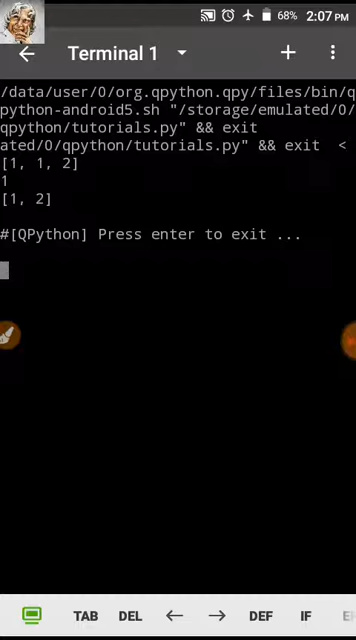 68% 2:07 PM
Terminal 1
/data/user/0/org.qpython.qpy/files/bin/q
python-android5.sh "/storage/emulated/0/
qpython/tutorials.py" && exit
ated/0/qpython/tutorials.py" && exit  <
[1, 1, 2]
1
[1, 2]
#[QPython] Press enter to exit ...
TAB DEL ← → DEF IF